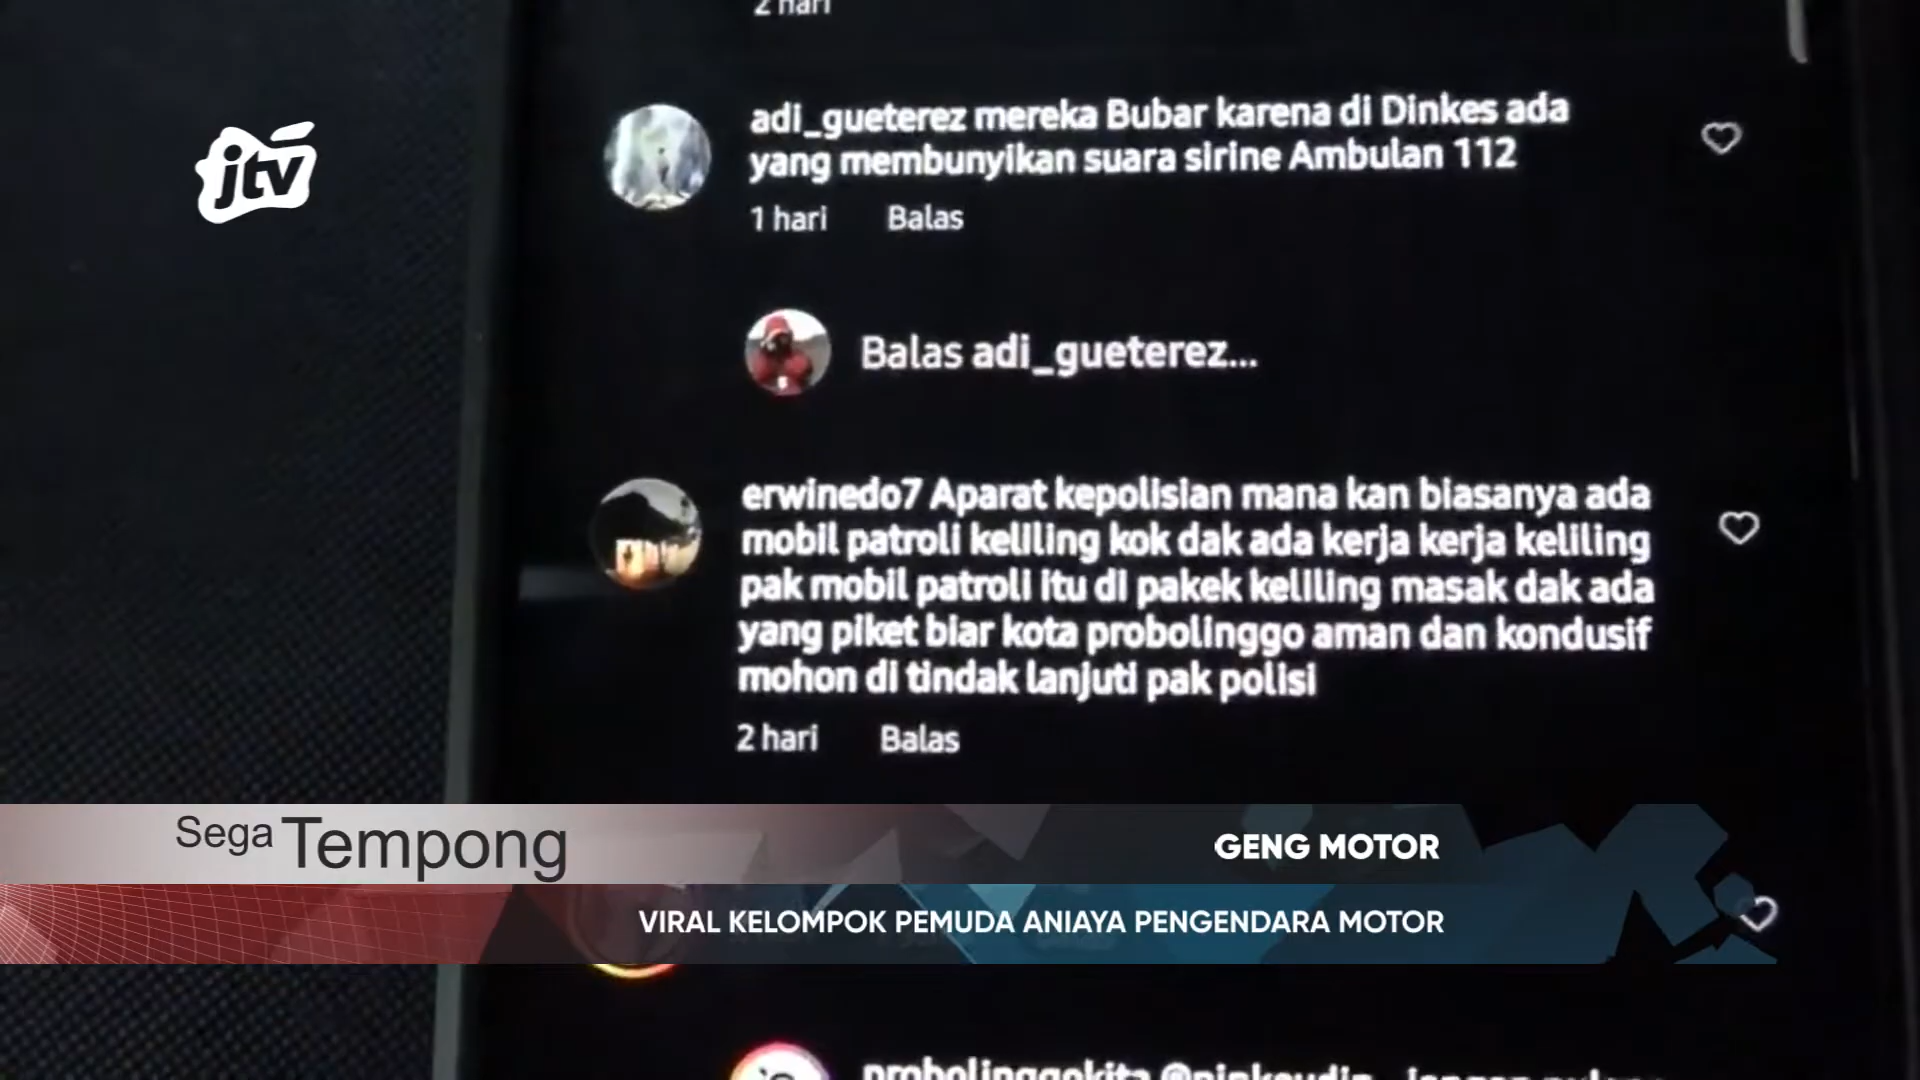 2 hari
jtv
adi_gueterez mereka Bubar karena di Dinkes ada
yang membunyikan suara sirine Ambulan 112
1 hari Balas
Balas adi_gueterez...
erwinedo7 Aparat kepolisian mana kan biasanya ada
mobil patroli keliling kok dak ada kerja kerja keliling
pak mobil patroli itu di pakek keliling masak dak ada
yang piket biar kota probolinggo aman dan kondusif
mohon di tindak lanjuti pak polisi
2 hari Balas
Sega Tempong
GENG MOTOR
VIRAL KELOMPOK PEMUDA ANIAYA PENGENDARA MOTOR
probolinggokita